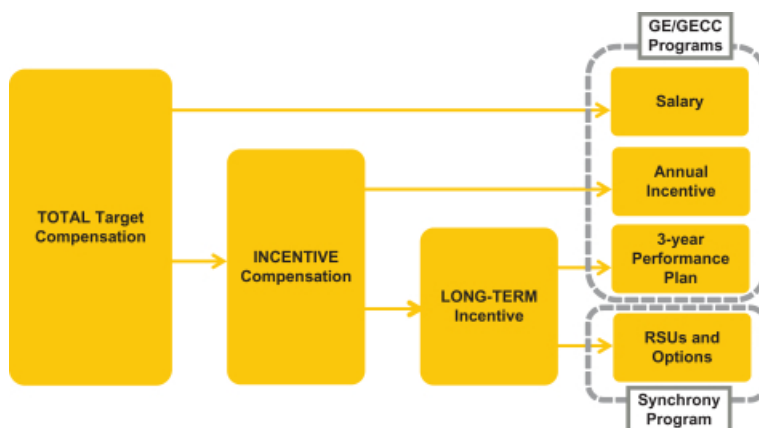 GE/GECC
Programs
Salary
Annual
Incentive
TOTAL Target
Compensation
INCENTIVE
Compensation
3-year
Performance
Plan
LONG-TERM
Incentive
RSUs and
Options
Synchrony
Program